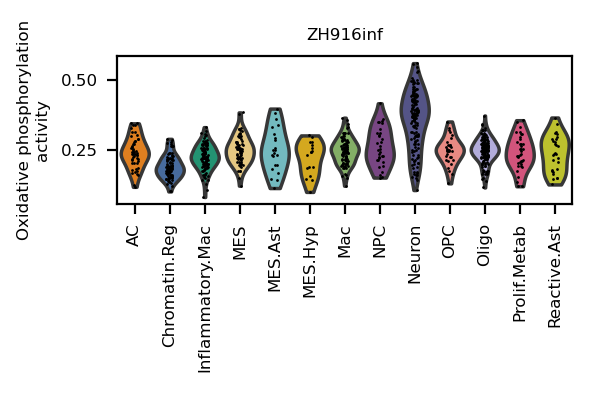 ZH916inf
Oxidative phosphorylation
activity
0.50
0.25
AC
Chromatin.Reg
Inflammatory.Mac
MES
MES.Ast
MES.Hyp
Mac
NPC
Neuron
OPC
Oligo
Prolif.Metab
Reactive.Ast